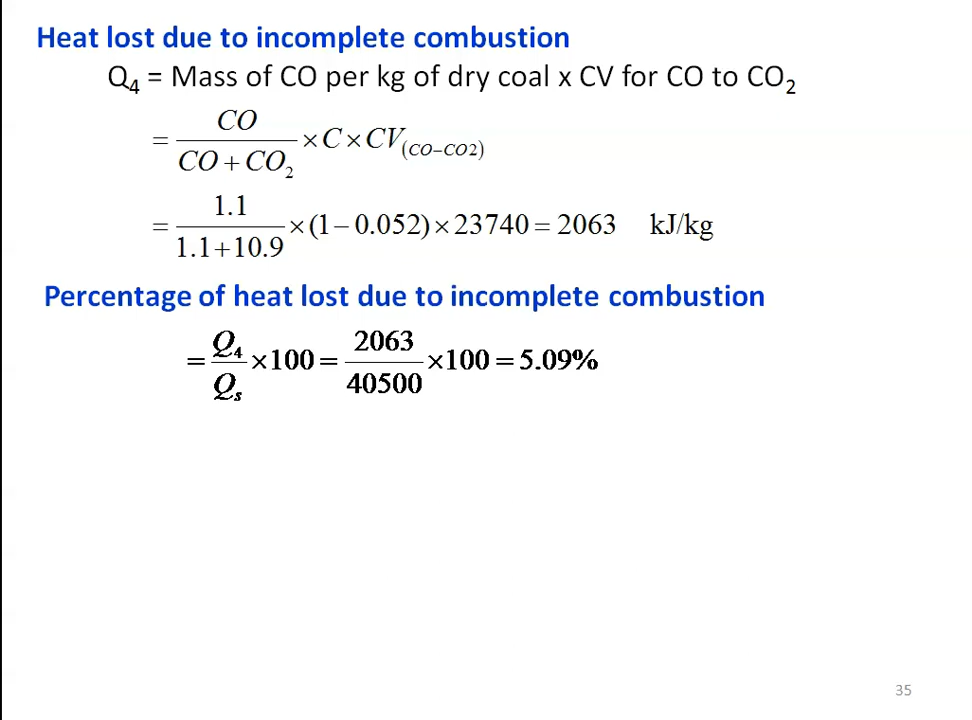 Heat lost due to incomplete combustion
Q₄ = Mass of CO per kg of dry coal x CV for CO to CO₂
= CO / (CO + CO₂) × C × CV(CO−CO2)
= 1.1 / (1.1 + 10.9) × (1 − 0.052) × 23740 = 2063 kJ/kg
Percentage of heat lost due to incomplete combustion
= Q₄ / Qₛ × 100 = 2063 / 40500 × 100 = 5.09%
35